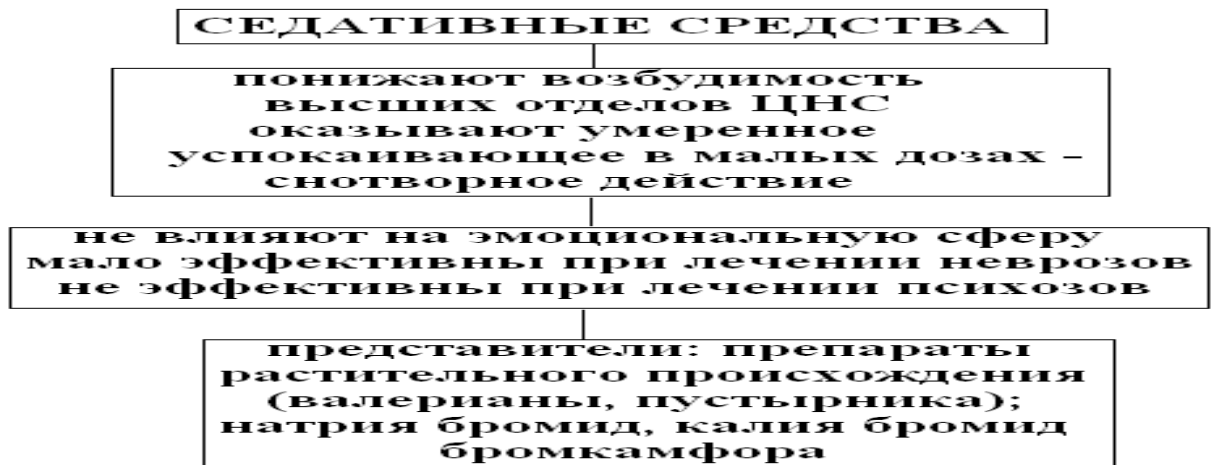 СЕДАТИВНЫЕ СРЕДСТВА
понижают возбудимость
высших отделов ЦНС
оказывают умеренное
успокаивающее в малых дозах -
снотворное действие
не влияют на эмоциональную сферу
мало эффективны при лечении неврозов
не эффективны при лечении психозов
представители: препараты
растительного происхождения
(валерианы, пустырника);
натрия бромид, калия бромид
бромкамфора